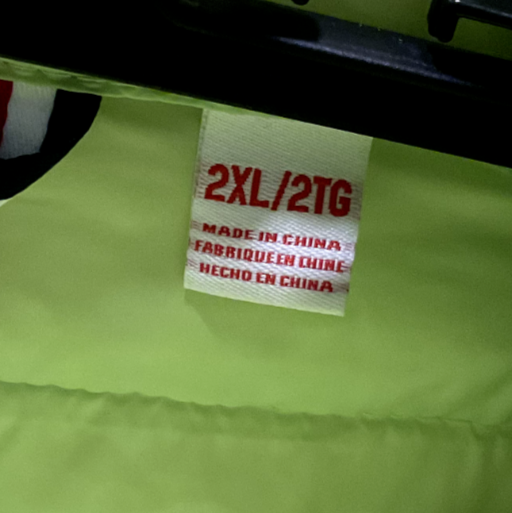 2XL/2TG
MADE IN CHINA
FABRIQUE EN CHINE
HECHO EN CHINA